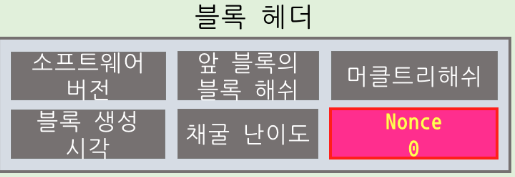 블록 헤더
소프트웨어
버전
앞 블록의
블록 해쉬
머클트리해쉬
블록 생성
시각
채굴 난이도
Nonce
0